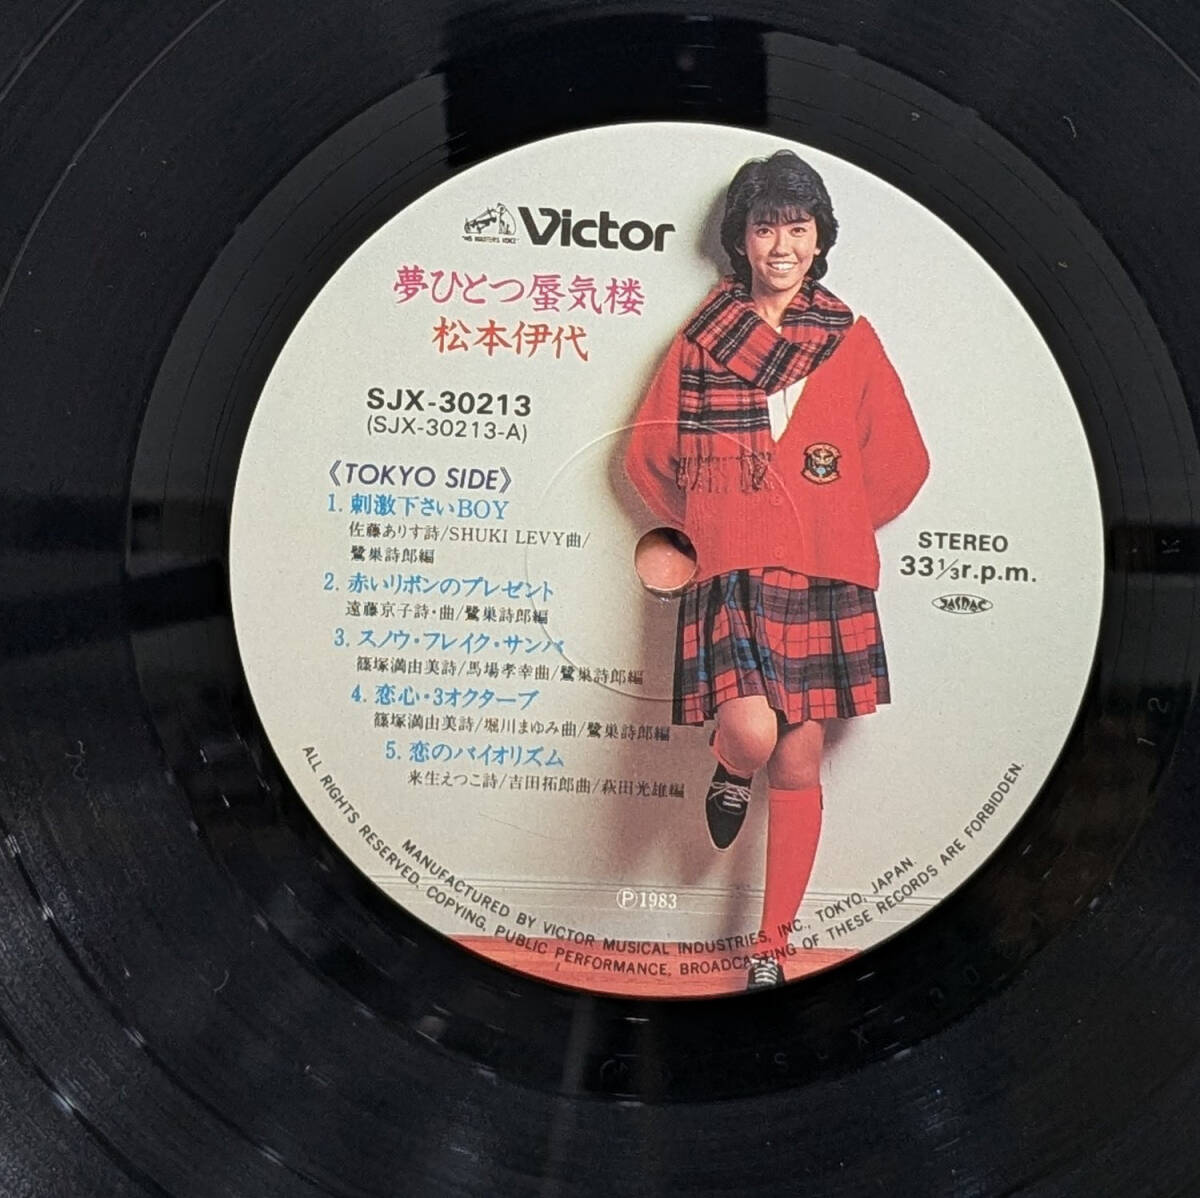 "HIS MASTER'S VOICE" Victor
夢ひとつ蜃気楼
松本伊代
SJX-30213
(SJX-30213-A)
《TOKYO SIDE》
1. 刺激下さいBOY
佐藤ありす詩/SHUKI LEVY曲/
鷺巣詩郎編
2. 赤いリボンのプレゼント
遠藤京子詩・曲/鷺巣詩郎編
3. スノウ・フレイク・サンバ
篠塚満由美詩/馬場孝幸曲/鷺巣詩郎編
4. 恋心・3オクターブ
篠塚満由美詩/堀川まゆみ曲/鷺巣詩郎編
5. 恋のバイオリズム
来生えつこ詩/吉田拓郎曲/萩田光雄編
STEREO
33 1/3 r.p.m.
JASRAC
Ⓟ1983
MANUFACTURED BY VICTOR MUSICAL INDUSTRIES, INC., TOKYO, JAPAN.
ALL RIGHTS RESERVED. COPYING, PUBLIC PERFORMANCE, BROADCASTING OF THESE RECORDS ARE FORBIDDEN.